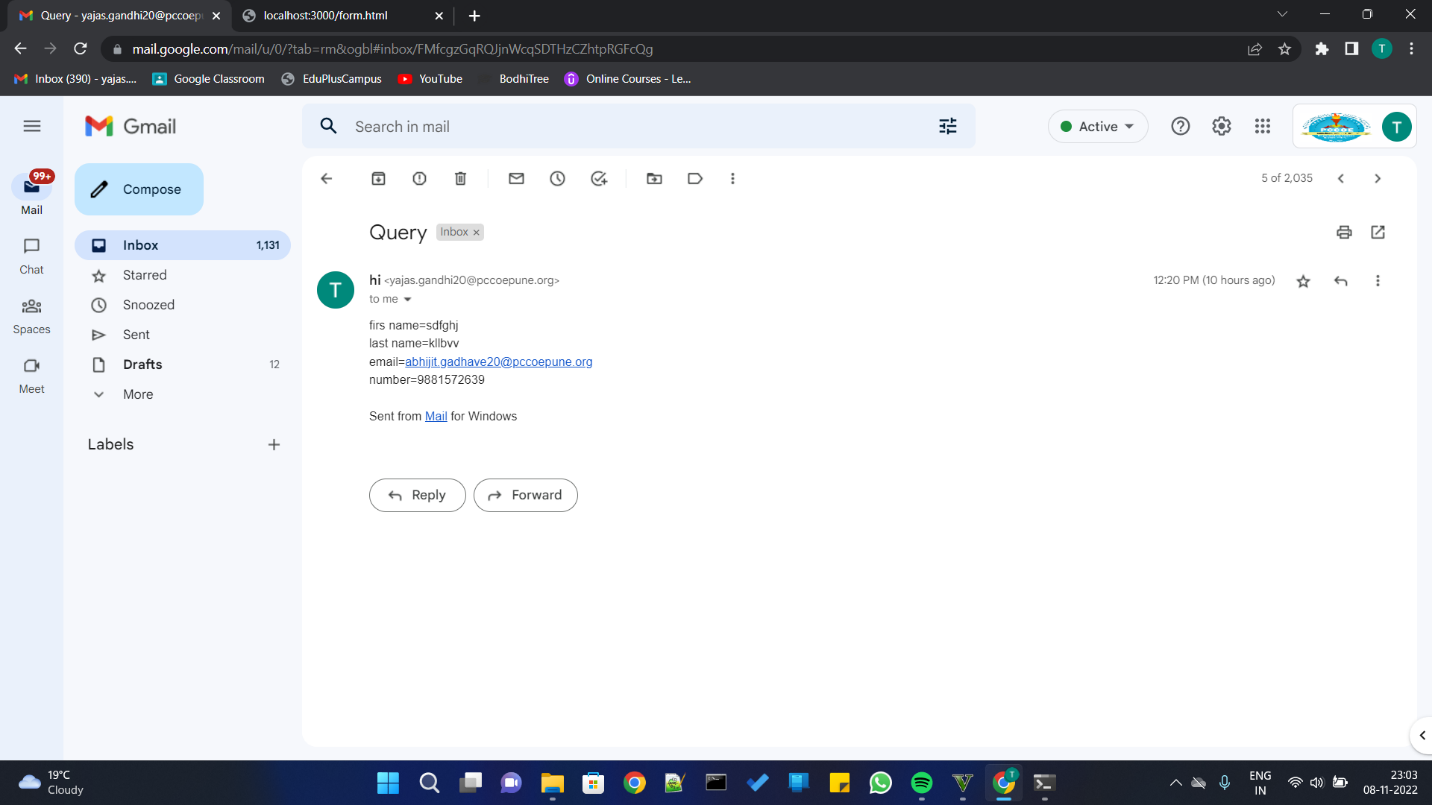 Query - yajas.gandhi20@pccoepu
localhost:3000/form.html
mail.google.com/mail/u/0/?tab=rm&ogbl#inbox/FMfcgzGqRQJjnWcqSDTHzCZhtpRGFcQg
T
Inbox (390) - yajas....
Google Classroom
EduPlusCampus
YouTube
BodhiTree
Online Courses - Le...
Gmail
Search in mail
Active
PCCOE
T
99+
Mail
Compose
5 of 2,035
Inbox 1,131
Query
Inbox ×
Chat
Starred
T
hi <yajas.gandhi20@pccoepune.org>
12:20 PM (10 hours ago)
to me
Snoozed
Spaces
firs name=sdfghj
Sent
last name=kllbvv
Drafts 12
email=abhijit.gadhave20@pccoepune.org
number=9881572639
Meet
More
Sent from Mail for Windows
Labels
Reply
Forward
19°C
Cloudy
T
ENG
IN
23:03
08-11-2022